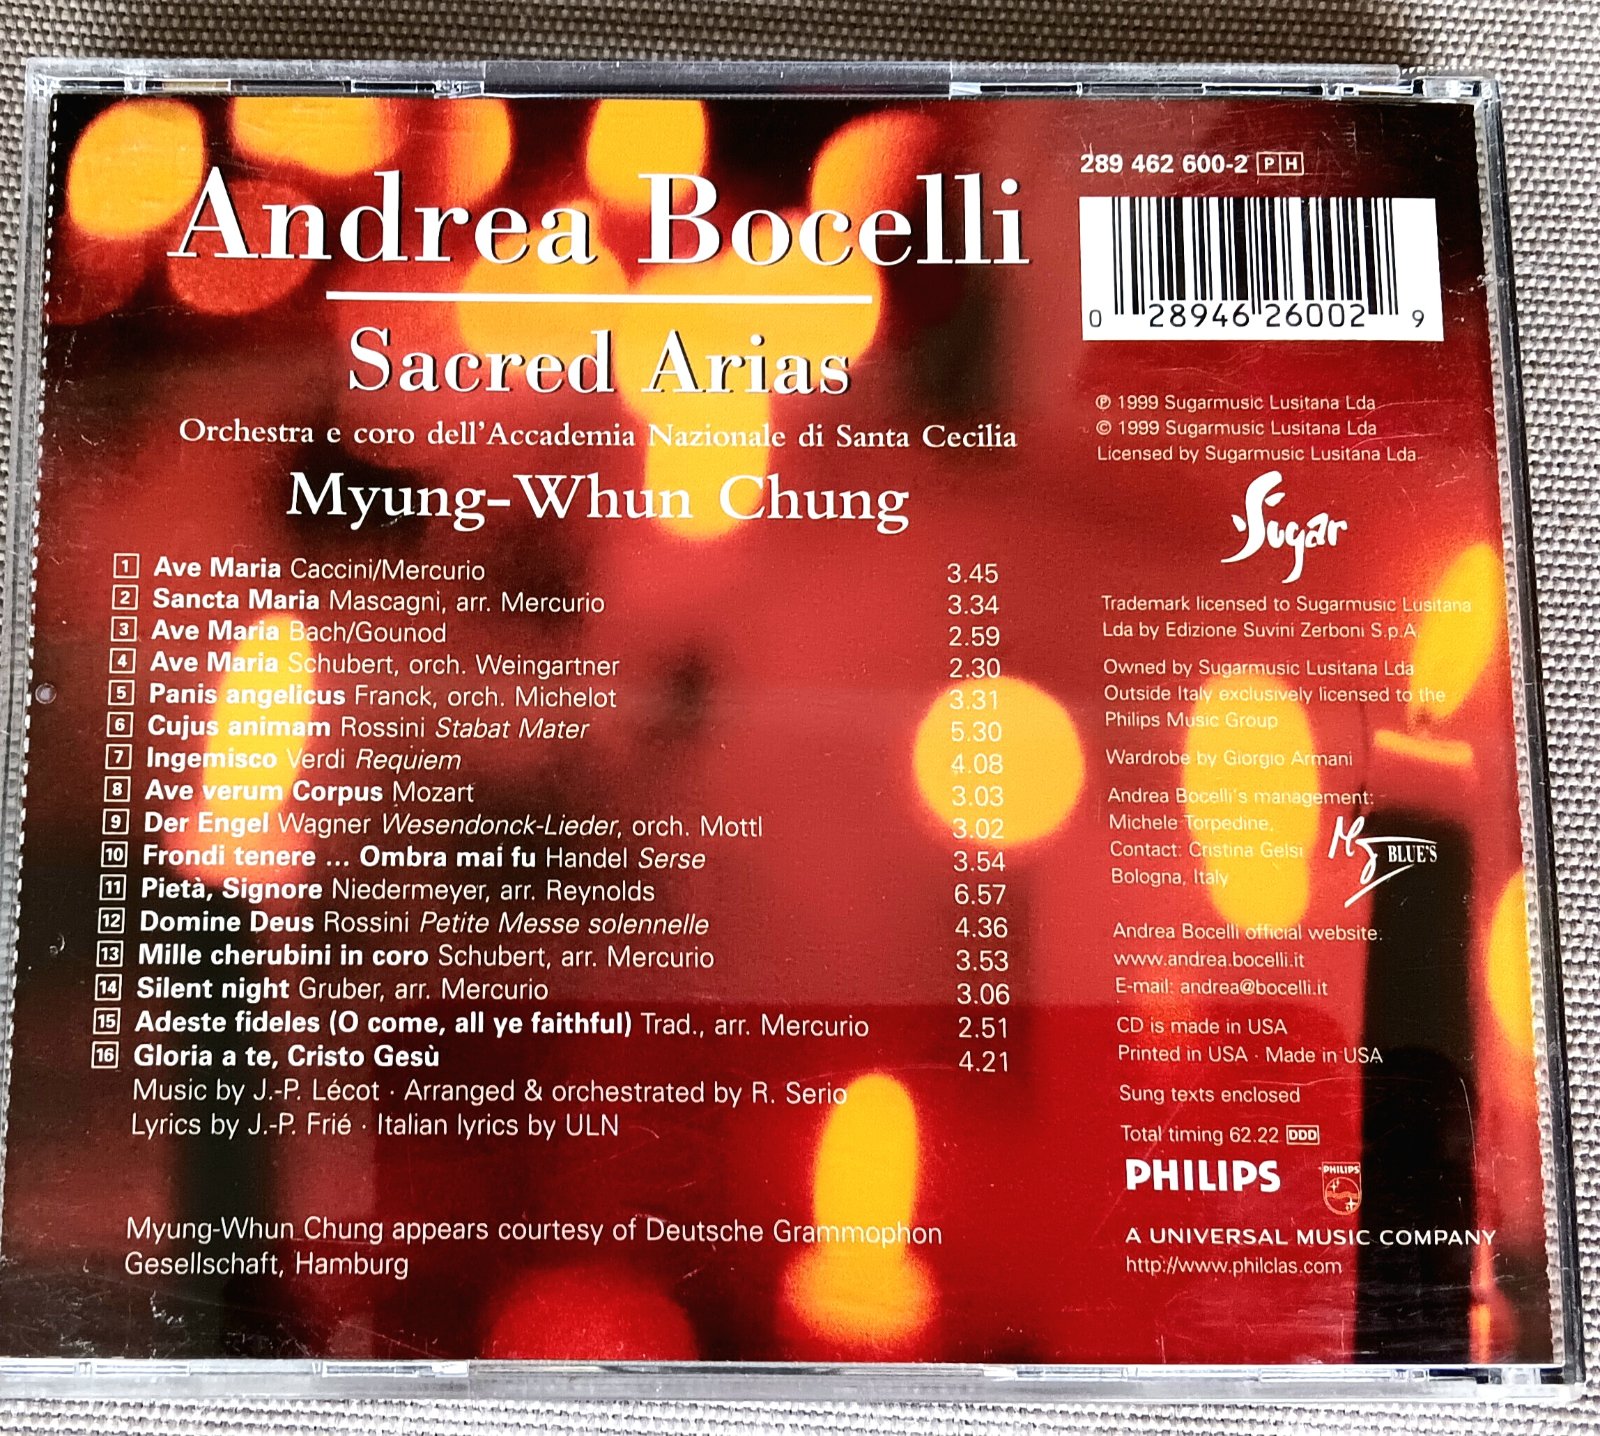 Andrea Bocelli
Sacred Arias
Orchestra e coro dell'Accademia Nazionale di Santa Cecilia
Myung-Whun Chung
1 Ave Maria Caccini/Mercurio 3.45
2 Sancta Maria Mascagni, arr. Mercurio 3.34
3 Ave Maria Bach/Gounod 2.59
4 Ave Maria Schubert, orch. Weingartner 2.30
5 Panis angelicus Franck, orch. Michelot 3.31
6 Cujus animam Rossini Stabat Mater 5.30
7 Ingemisco Verdi Requiem 4.08
8 Ave verum Corpus Mozart 3.03
9 Der Engel Wagner Wesendonck-Lieder, orch. Mottl 3.02
10 Frondi tenere ... Ombra mai fu Handel Serse 3.54
11 Pietà, Signore Niedermeyer, arr. Reynolds 6.57
12 Domine Deus Rossini Petite Messe solennelle 4.36
13 Mille cherubini in coro Schubert, arr. Mercurio 3.53
14 Silent night Gruber, arr. Mercurio 3.06
15 Adeste fideles (O come, all ye faithful) Trad., arr. Mercurio 2.51
16 Gloria a te, Cristo Gesù 4.21
Music by J.-P. Lécot · Arranged & orchestrated by R. Serio
Lyrics by J.-P. Frié · Italian lyrics by ULN
Myung-Whun Chung appears courtesy of Deutsche Grammophon
Gesellschaft, Hamburg
289 462 600-2 PH
0 28946 26002 9
℗ 1999 Sugarmusic Lusitana Lda
© 1999 Sugarmusic Lusitana Lda
Licensed by Sugarmusic Lusitana Lda
Sugar
Trademark licensed to Sugarmusic Lusitana
Lda by Edizione Suvini Zerboni S.p.A.
Owned by Sugarmusic Lusitana Lda
Outside Italy exclusively licensed to the
Philips Music Group
Wardrobe by Giorgio Armani
Andrea Bocelli's management:
Michele Torpedine,
Contact: Cristina Gelsi
Bologna, Italy
BLUE'S
Andrea Bocelli official website:
www.andrea.bocelli.it
E-mail: andrea@bocelli.it
CD is made in USA
Printed in USA · Made in USA
Sung texts enclosed
Total timing 62.22 DDD
PHILIPS
PHILIPS
A UNIVERSAL MUSIC COMPANY
http://www.philclas.com